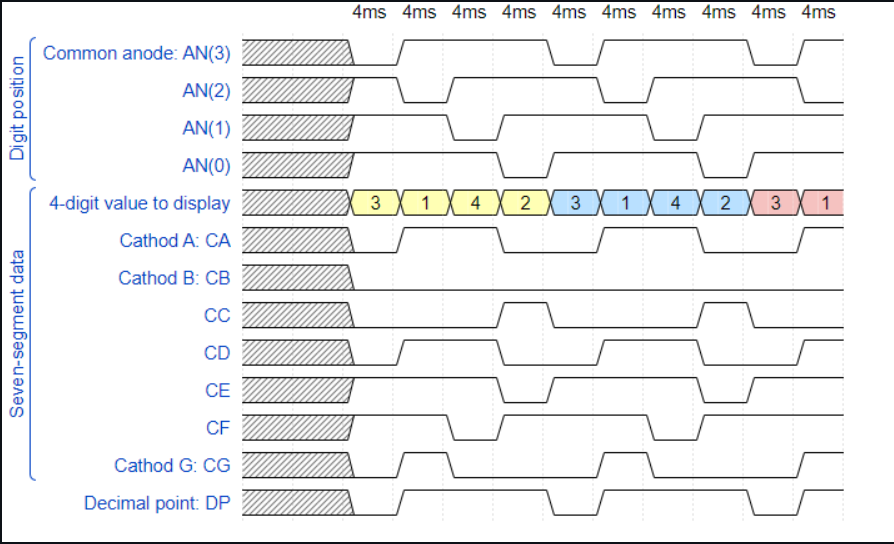 4ms 4ms 4ms 4ms 4ms 4ms 4ms 4ms 4ms 4ms
Digit position
Common anode: AN(3)
AN(2)
AN(1)
AN(0)
Seven-segment data
4-digit value to display 3 1 4 2 3 1 4 2 3 1
Cathod A: CA
Cathod B: CB
CC
CD
CE
CF
Cathod G: CG
Decimal point: DP